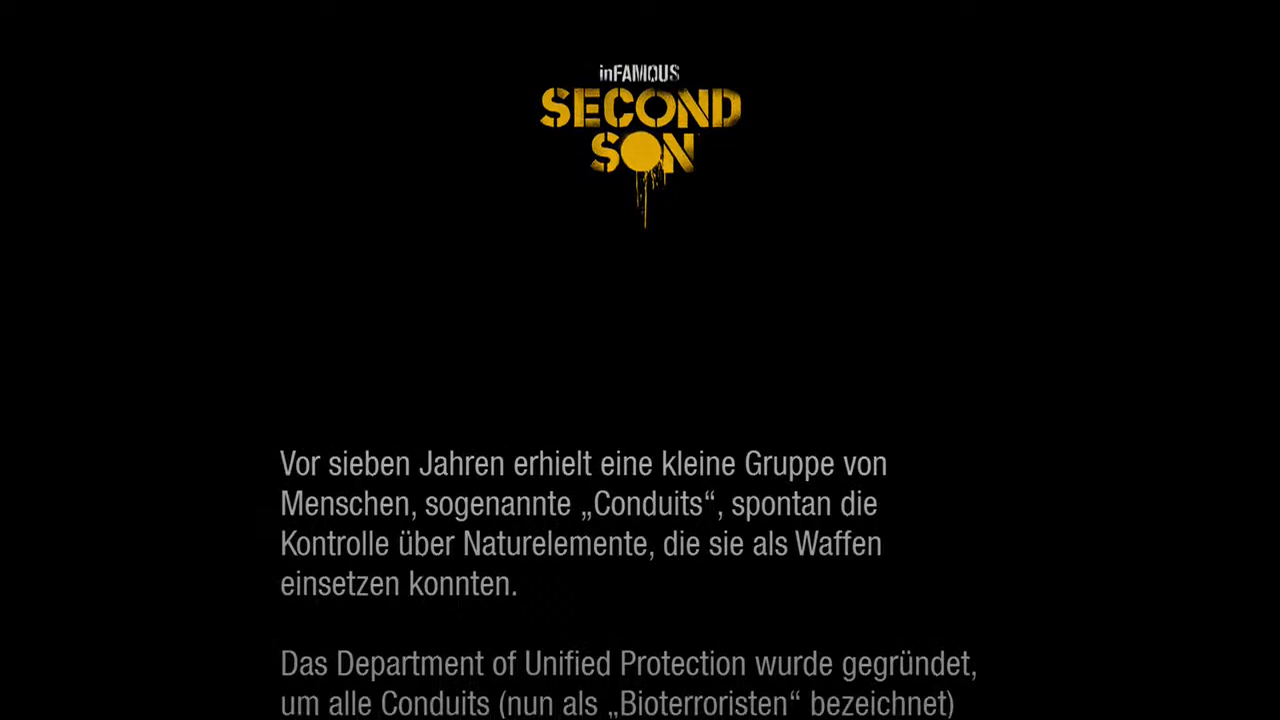 inFAMOUS
SECOND
SON
Vor sieben Jahren erhielt eine kleine Gruppe von
Menschen, sogenannte „Conduits“, spontan die
Kontrolle über Naturelemente, die sie als Waffen
einsetzen konnten.
Das Department of Unified Protection wurde gegründet,
um alle Conduits (nun als „Bioterroristen“ bezeichnet)